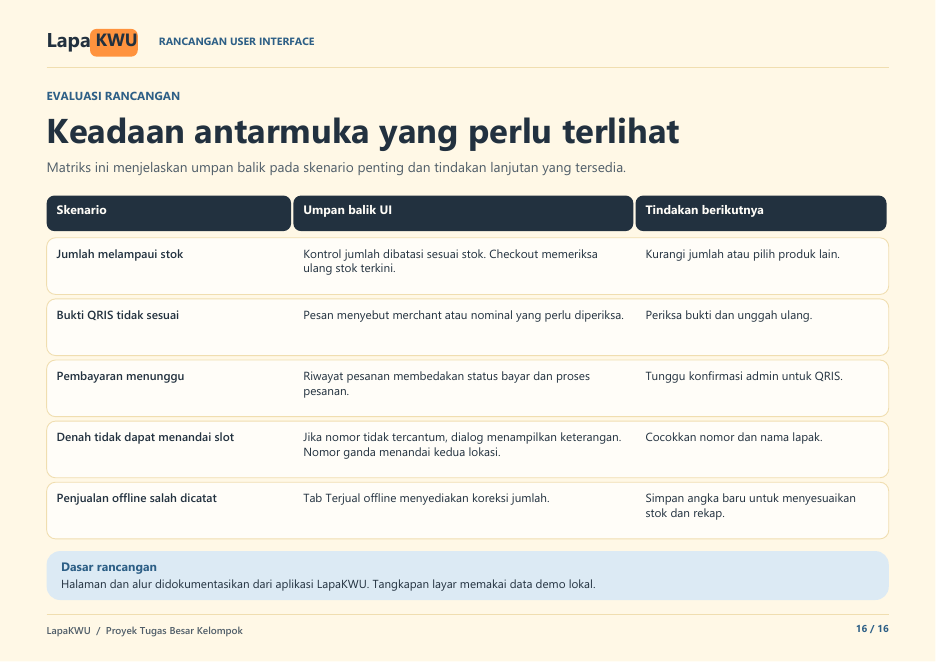 LapaKWU
RANCANGAN USER INTERFACE
EVALUASI RANCANGAN
Keadaan antarmuka yang perlu terlihat
Matriks ini menjelaskan umpan balik pada skenario penting dan tindakan lanjutan yang tersedia.
Skenario
Umpan balik UI
Tindakan berikutnya
Jumlah melampaui stok
Kontrol jumlah dibatasi sesuai stok. Checkout memeriksa
ulang stok terkini.
Kurangi jumlah atau pilih produk lain.
Bukti QRIS tidak sesuai
Pesan menyebut merchant atau nominal yang perlu diperiksa.
Periksa bukti dan unggah ulang.
Pembayaran menunggu
Riwayat pesanan membedakan status bayar dan proses
pesanan.
Tunggu konfirmasi admin untuk QRIS.
Denah tidak dapat menandai slot
Jika nomor tidak tercantum, dialog menampilkan keterangan.
Nomor ganda menandai kedua lokasi.
Cocokkan nomor dan nama lapak.
Penjualan offline salah dicatat
Tab Terjual offline menyediakan koreksi jumlah.
Simpan angka baru untuk menyesuaikan
stok dan rekap.
Dasar rancangan
Halaman dan alur didokumentasikan dari aplikasi LapaKWU. Tangkapan layar memakai data demo lokal.
LapaKWU / Proyek Tugas Besar Kelompok
16 / 16